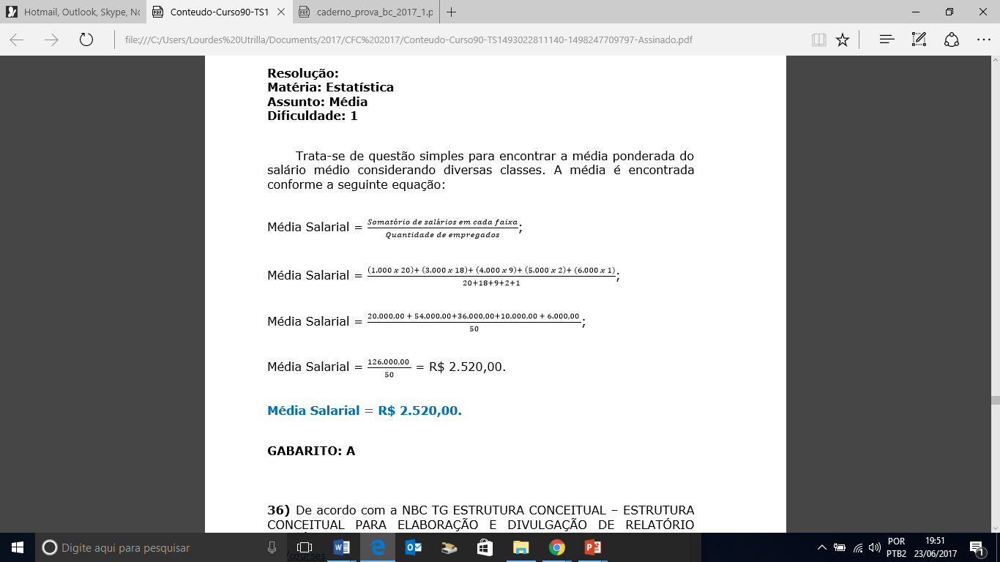 Hotmail, Outlook, Skype, No
Conteudo-Curso90-TS1
caderno_prova_bc_2017_1.p
file:///C:/Users/Lourdes%20Utrilla/Documents/2017/CFC%202017/Conteudo-Curso90-TS1493022811140-1498247709797-Assinado.pdf
Resolução:
Matéria: Estatística
Assunto: Média
Dificuldade: 1
Trata-se de questão simples para encontrar a média ponderada do
salário médio considerando diversas classes. A média é encontrada
conforme a seguinte equação:
Média Salarial = Somatório de salários em cada faixa / Quantidade de empregados;
Média Salarial = (1.000 x 20)+ (3.000 x 18)+ (4.000 x 9)+ (5.000 x 2)+ (6.000 x 1) / 20+18+9+2+1;
Média Salarial = 20.000,00 + 54.000,00+36.000,00+10.000,00 + 6.000,00 / 50;
Média Salarial = 126.000,00 / 50 = R$ 2.520,00.
Média Salarial = R$ 2.520,00.
GABARITO: A
36) De acordo com a NBC TG ESTRUTURA CONCEITUAL – ESTRUTURA
CONCEITUAL PARA ELABORAÇÃO E DIVULGAÇÃO DE RELATÓRIO
/courses
Digite aqui para pesquisar
POR
PTB2
19:51
23/06/2017
1